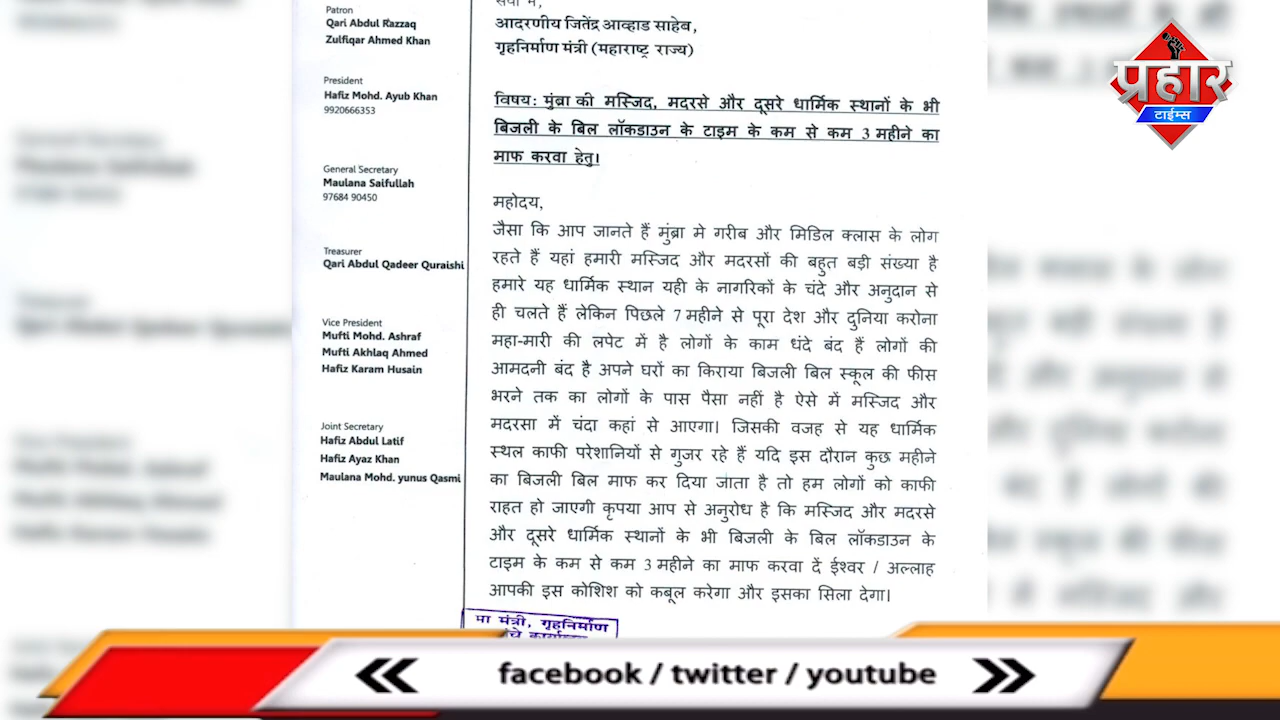 Patron
Qari Abdul Razzaq
Zulfiqar Ahmed Khan
President
Hafiz Mohd. Ayub Khan
9920666353
General Secretary
Maulana Saifullah
97684 90450
Treasurer
Qari Abdul Qadeer Quraishi
Vice President
Mufti Mohd. Ashraf
Mufti Akhlaq Ahmed
Hafiz Karam Husain
Joint Secretary
Hafiz Abdul Latif
Hafiz Ayaz Khan
Maulana Mohd. yunus Qasmi
आदरणीय जितेंद्र आव्हाड साहेब,
गृहनिर्माण मंत्री (महाराष्ट्र राज्य)
विषय: मुंब्रा की मस्जिद, मदरसे और दूसरे धार्मिक स्थानों के भी
बिजली के बिल लॉकडाउन के टाइम के कम से कम 3 महीने का
माफ करवा हेतु।
महोदय,
जैसा कि आप जानते हैं मुंब्रा मे गरीब और मिडिल क्लास के लोग
रहते हैं यहां हमारी मस्जिद और मदरसों की बहुत बड़ी संख्या है
हमारे यह धार्मिक स्थान यही के नागरिकों के चंदे और अनुदान से
ही चलते हैं लेकिन पिछले 7 महीने से पूरा देश और दुनिया करोना
महा-मारी की लपेट में है लोगों के काम धंदे बंद हैं लोगों की
आमदनी बंद है अपने घरों का किराया बिजली बिल स्कूल की फीस
भरने तक का लोगों के पास पैसा नहीं है ऐसे में मस्जिद और
मदरसा में चंदा कहां से आएगा। जिसकी वजह से यह धार्मिक
स्थल काफी परेशानियों से गुजर रहे हैं यदि इस दौरान कुछ महीने
का बिजली बिल माफ कर दिया जाता है तो हम लोगों को काफी
राहत हो जाएगी कृपया आप से अनुरोध है कि मस्जिद और मदरसे
और दूसरे धार्मिक स्थानों के भी बिजली के बिल लॉकडाउन के
टाइम के कम से कम 3 महीने का माफ करवा दें ईश्वर / अल्लाह
आपकी इस कोशिश को कबूल करेगा और इसका सिला देगा।
मा मंत्री, गृहनिर्माण
प्रहार
टाईम्स
facebook / twitter / youtube